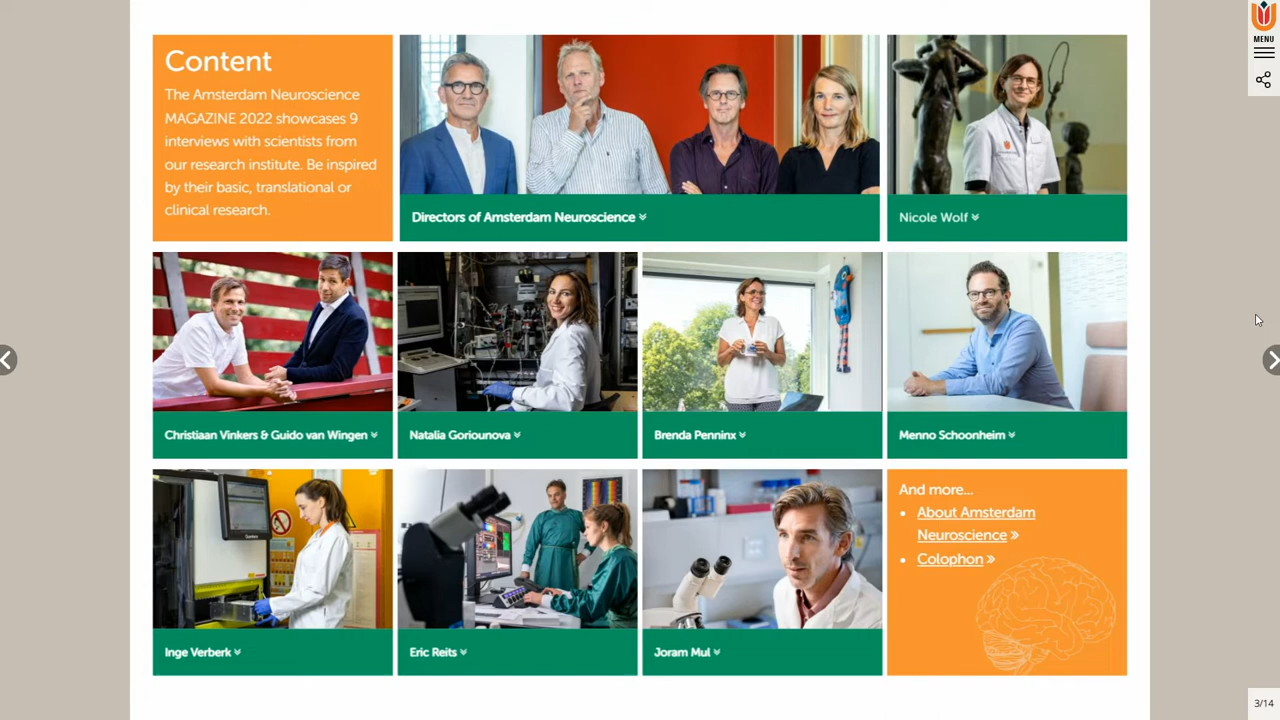 Content
The Amsterdam Neuroscience
MAGAZINE 2022 showcases 9
interviews with scientists from
our research institute. Be inspired
by their basic, translational or
clinical research.
Directors of Amsterdam Neuroscience
Nicole Wolf
MENU
Christiaan Vinkers & Guido van Wingen
Natalia Goriounova
Brenda Penninx
Menno Schoonheim
Inge Verberk
Eric Reits
Joram Mul
And more...
• About Amsterdam
Neuroscience »
• Colophon »
3/14